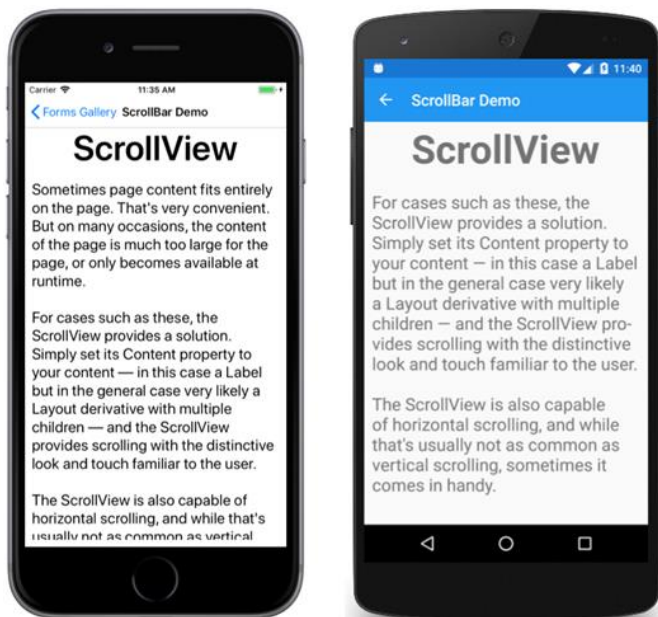 Carrier 11:35 AM
Forms Gallery ScrollBar Demo
ScrollView
Sometimes page content fits entirely
on the page. That's very convenient.
But on many occasions, the content
of the page is much too large for the
page, or only becomes available at
runtime.
For cases such as these, the
ScrollView provides a solution.
Simply set its Content property to
your content — in this case a Label
but in the general case very likely a
Layout derivative with multiple
children — and the ScrollView
provides scrolling with the distinctive
look and touch familiar to the user.
The ScrollView is also capable of
horizontal scrolling, and while that's
usually not as common as vertical
11:40
ScrollBar Demo
ScrollView
For cases such as these, the
ScrollView provides a solution.
Simply set its Content property to
your content — in this case a Label
but in the general case very likely
a Layout derivative with multiple
children — and the ScrollView pro-
vides scrolling with the distinctive
look and touch familiar to the user.
The ScrollView is also capable
of horizontal scrolling, and while
that's usually not as common as
vertical scrolling, sometimes it
comes in handy.